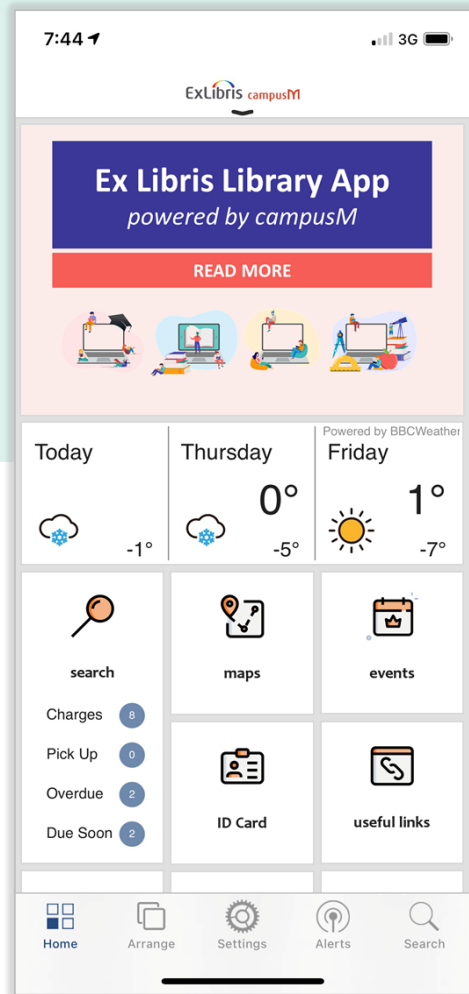 7:44
3G
ExLibris campusM
Ex Libris Library App
powered by campusM
READ MORE
Powered by BBCWeather
Today
Thursday
Friday
0°
1°
-1°
-5°
-7°
search
maps
events
Charges 8
Pick Up 0
Overdue 2
Due Soon 2
ID Card
useful links
Home
Arrange
Settings
Alerts
Search